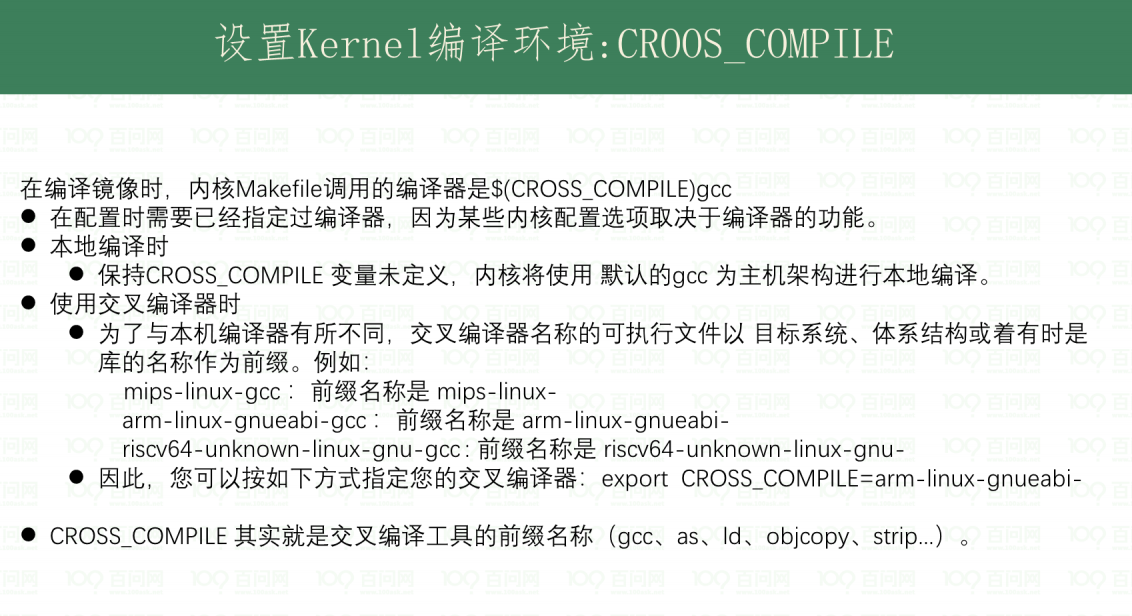 设置Kernel编译环境:CROOS_COMPILE
在编译镜像时，内核Makefile调用的编译器是$(CROSS_COMPILE)gcc
● 在配置时需要已经指定过编译器，因为某些内核配置选项取决于编译器的功能。
● 本地编译时
● 保持CROSS_COMPILE 变量未定义，内核将使用 默认的gcc 为主机架构进行本地编译。
● 使用交叉编译器时
● 为了与本机编译器有所不同，交叉编译器名称的可执行文件以 目标系统、体系结构或着有时是
库的名称作为前缀。例如：
mips-linux-gcc： 前缀名称是 mips-linux-
arm-linux-gnueabi-gcc： 前缀名称是 arm-linux-gnueabi-
riscv64-unknown-linux-gnu-gcc: 前缀名称是 riscv64-unknown-linux-gnu-
● 因此，您可以按如下方式指定您的交叉编译器：export CROSS_COMPILE=arm-linux-gnueabi-
● CROSS_COMPILE 其实就是交叉编译工具的前缀名称（gcc、as、ld、objcopy、strip...）。